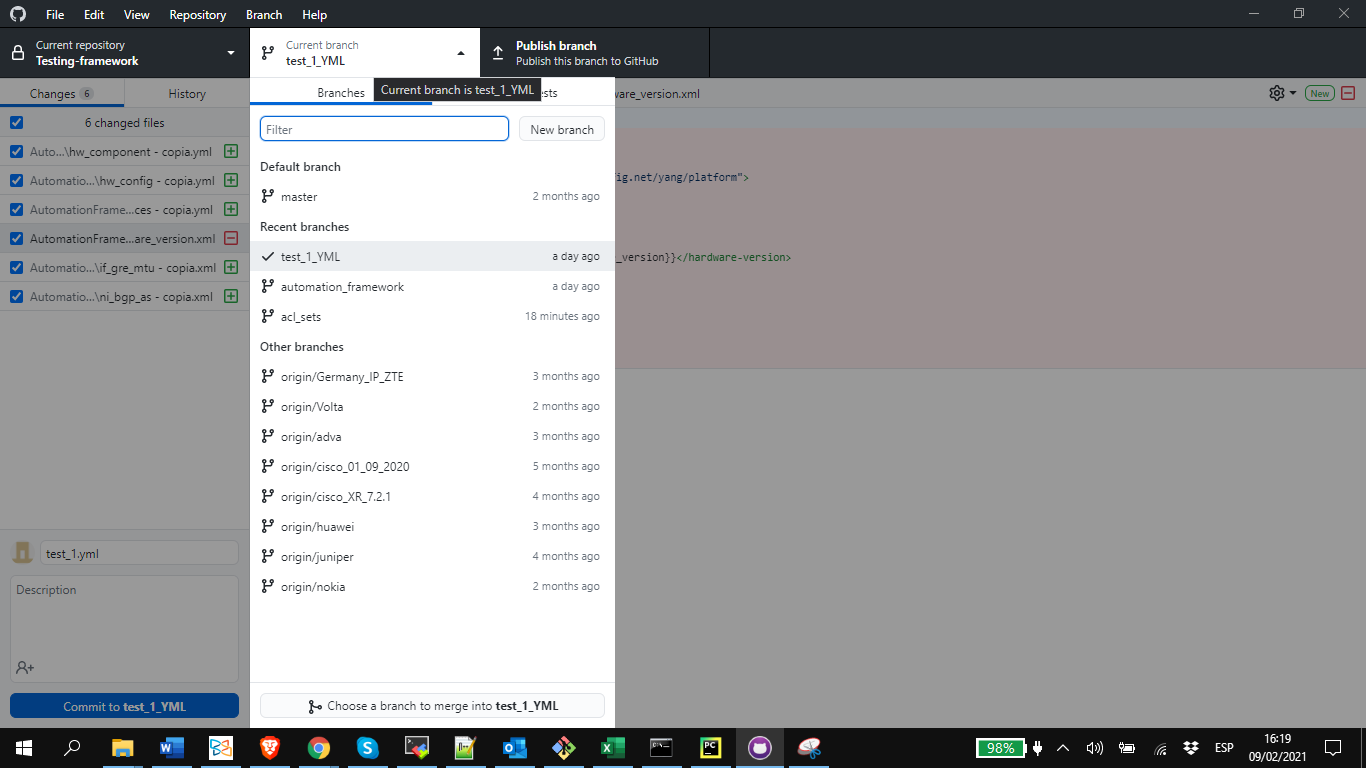 File Edit View Repository Branch Help
Current repository
Testing-framework
Current branch
test_1_YML
Publish branch
Publish this branch to GitHub
Changes 6 History
6 changed files
Auto...\hw_component - copia.yml
Automatio...\hw_config - copia.yml
AutomationFrame...ces - copia.yml
AutomationFrame...are_version.xml
Automatio...\if_gre_mtu - copia.xml
Automatio...\ni_bgp_as - copia.xml
test_1.yml
Description
Commit to test_1_YML
Branches
Current branch is test_1_YML
ests
Filter
New branch
Default branch
master 2 months ago
Recent branches
test_1_YML a day ago
automation_framework a day ago
acl_sets 18 minutes ago
Other branches
origin/Germany_IP_ZTE 3 months ago
origin/Volta 2 months ago
origin/adva 3 months ago
origin/cisco_01_09_2020 5 months ago
origin/cisco_XR_7.2.1 4 months ago
origin/huawei 3 months ago
origin/juniper 4 months ago
origin/nokia 2 months ago
Choose a branch to merge into test_1_YML
ware_version.xml
New
ig.net/yang/platform">
_version}}</hardware-version>
98%
ESP
16:19
09/02/2021